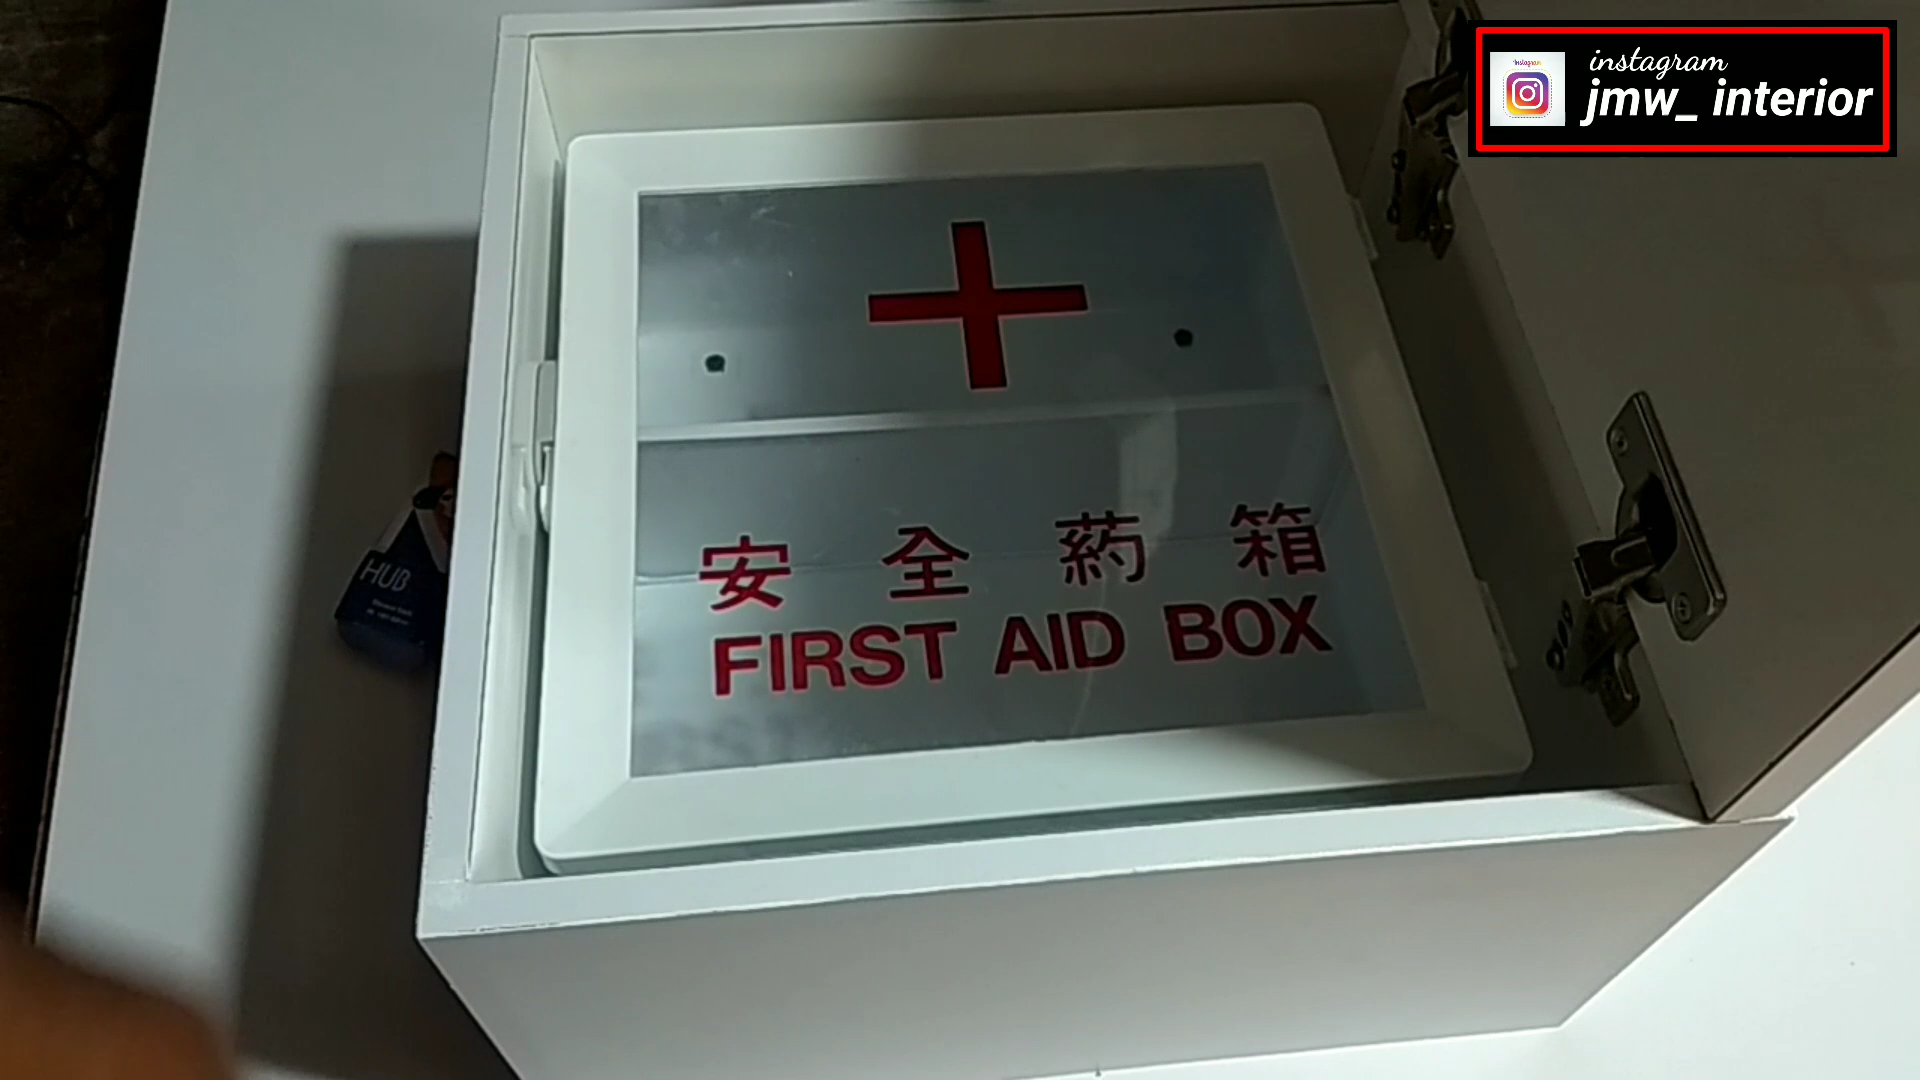 instagram
jmw_ interior
安全葯箱
FIRST AID BOX
HUB